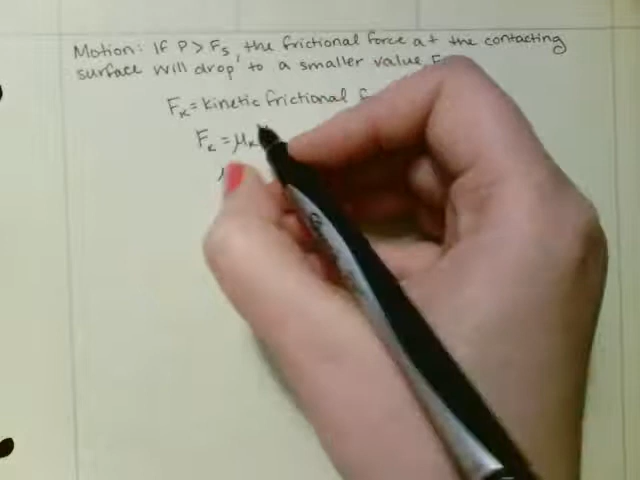 Motion: If P > Fs, the frictional force at the contacting
surface will drop to a smaller value
Fk = kinetic frictional
Fk = μk